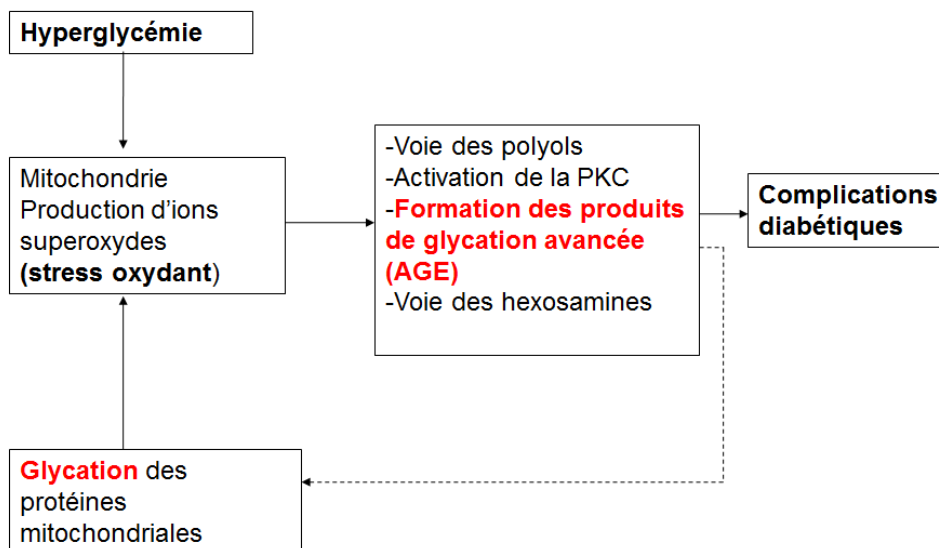 Hyperglycémie
Mitochondrie
Production d'ions
superoxydes
(stress oxydant)
-Voie des polyols
-Activation de la PKC
-Formation des produits
de glycation avancée
(AGE)
-Voie des hexosamines
Complications
diabétiques
Glycation des
protéines
mitochondriales